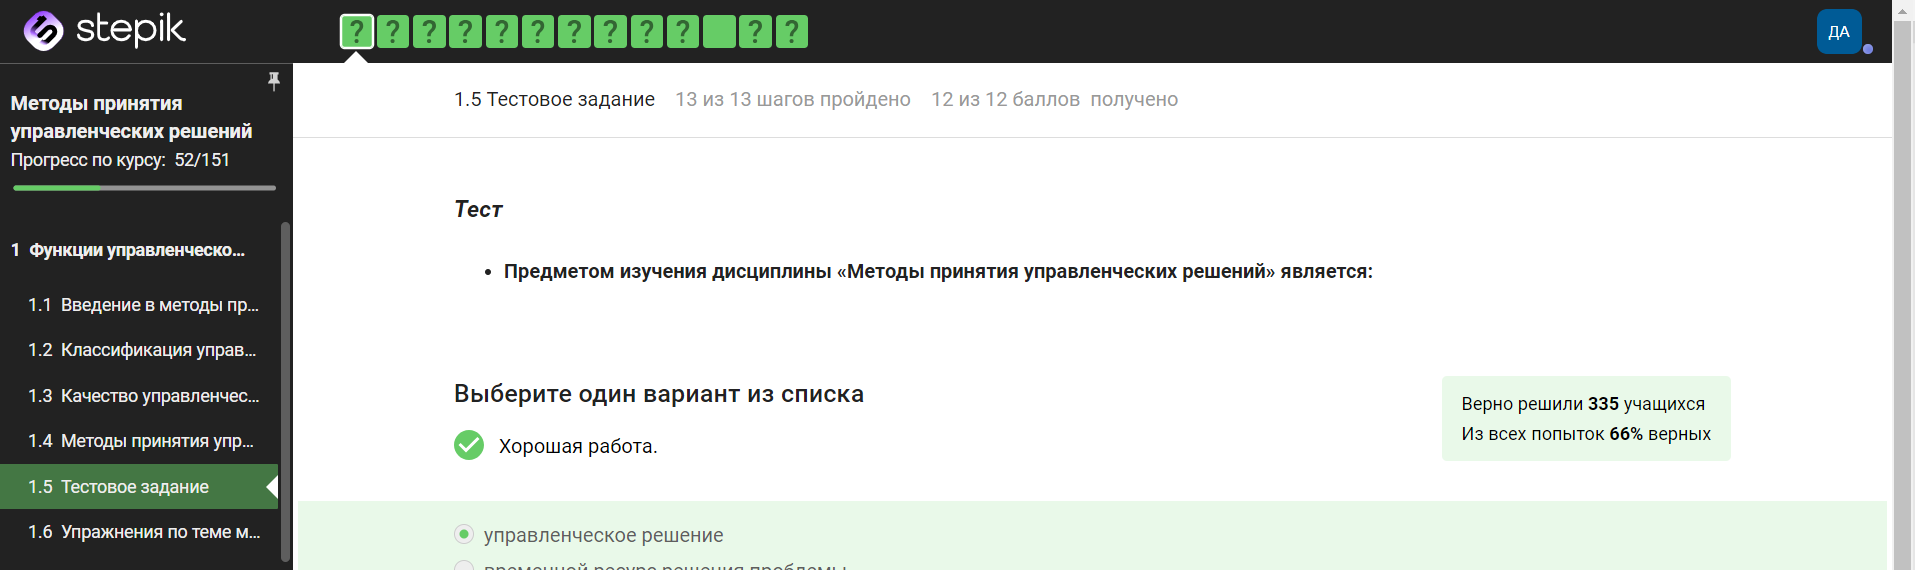 stepik
? ? ? ? ? ? ? ? ? ? ? ?
ДА
Методы принятия
управленческих решений
Прогресс по курсу: 52/151
1 Функции управленческо...
1.1 Введение в методы пр...
1.2 Классификация управ...
1.3 Качество управленчес...
1.4 Методы принятия упр...
1.5 Тестовое задание
1.6 Упражнения по теме м...
1.5 Тестовое задание 13 из 13 шагов пройдено 12 из 12 баллов получено
Тест
• Предметом изучения дисциплины «Методы принятия управленческих решений» является:
Выберите один вариант из списка
Хорошая работа.
Верно решили 335 учащихся
Из всех попыток 66% верных
управленческое решение
временной ресурс решения проблемы